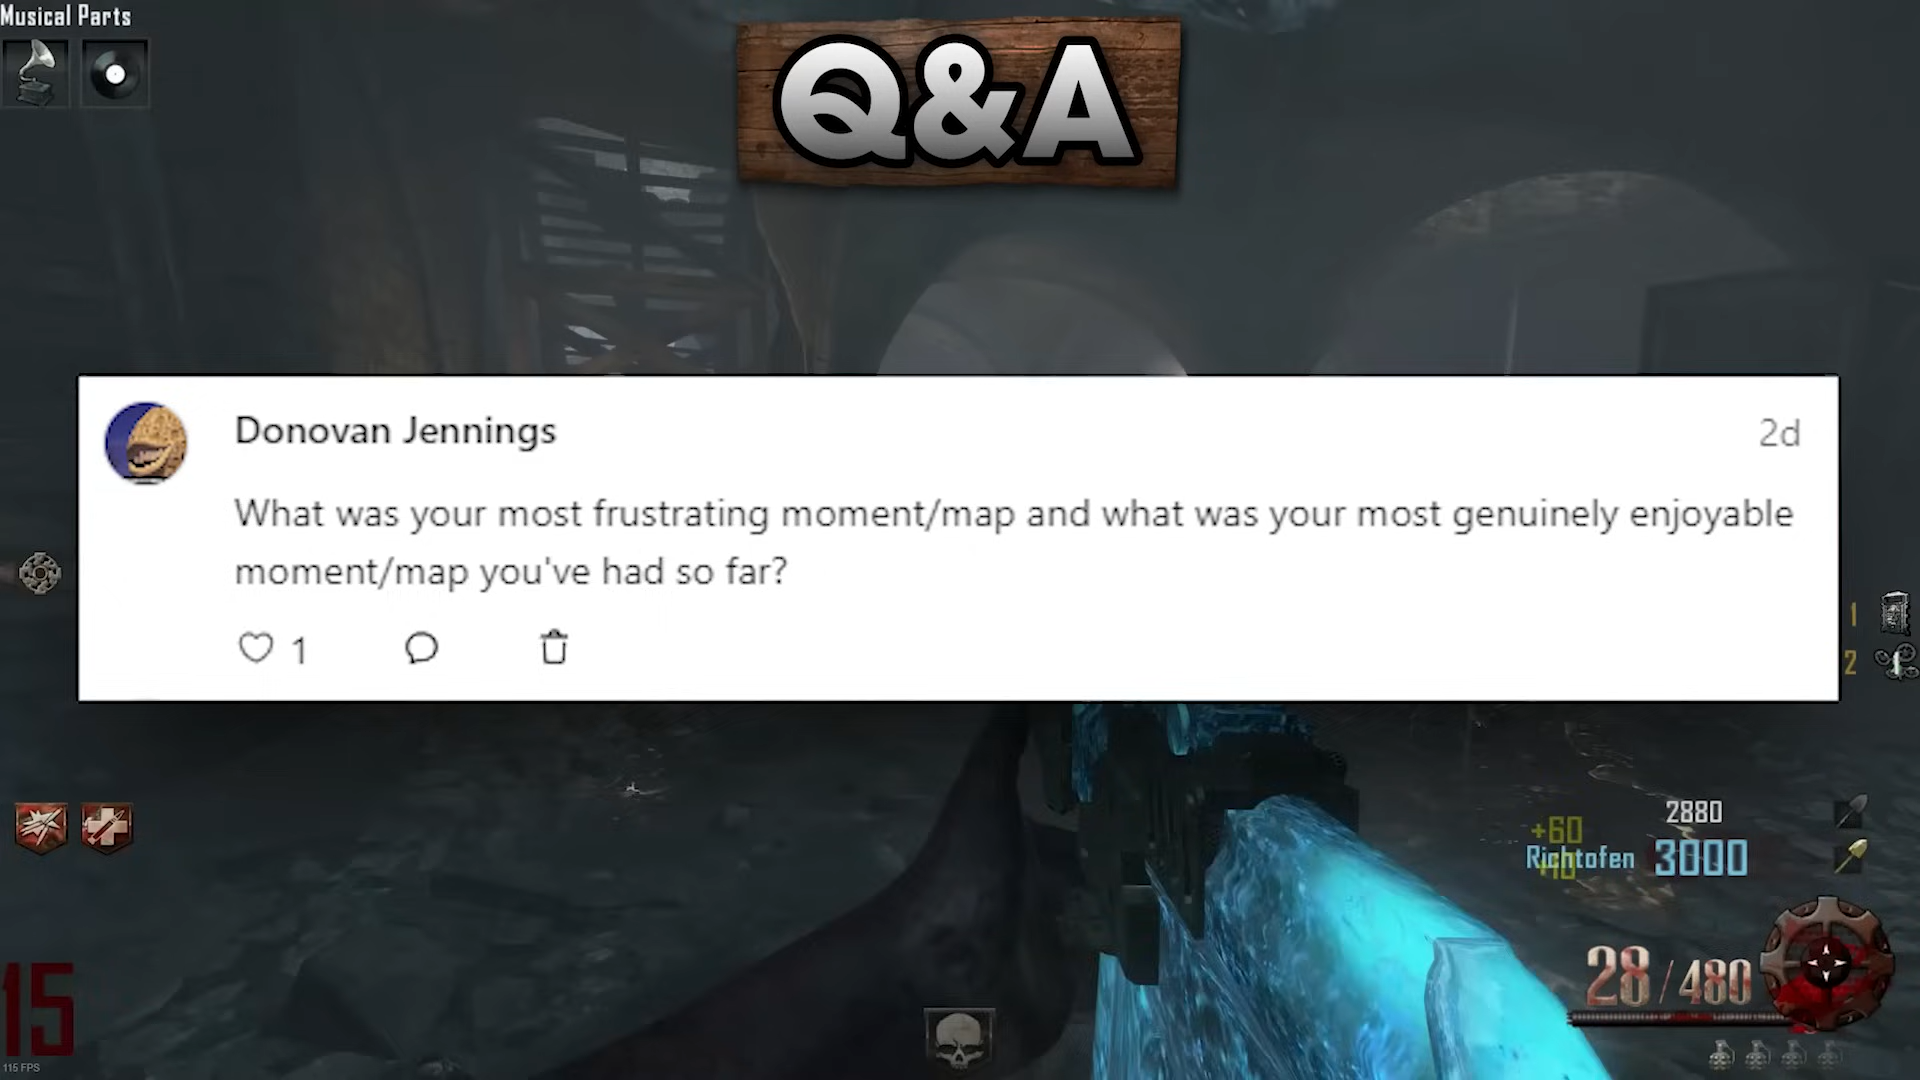 Musical Parts
Q&A
Donovan Jennings
2d
What was your most frustrating moment/map and what was your most genuinely enjoyable
moment/map you've had so far?
1
1
2
2880
+60
Richtofen 3000
+10
28/480
15
115 FPS